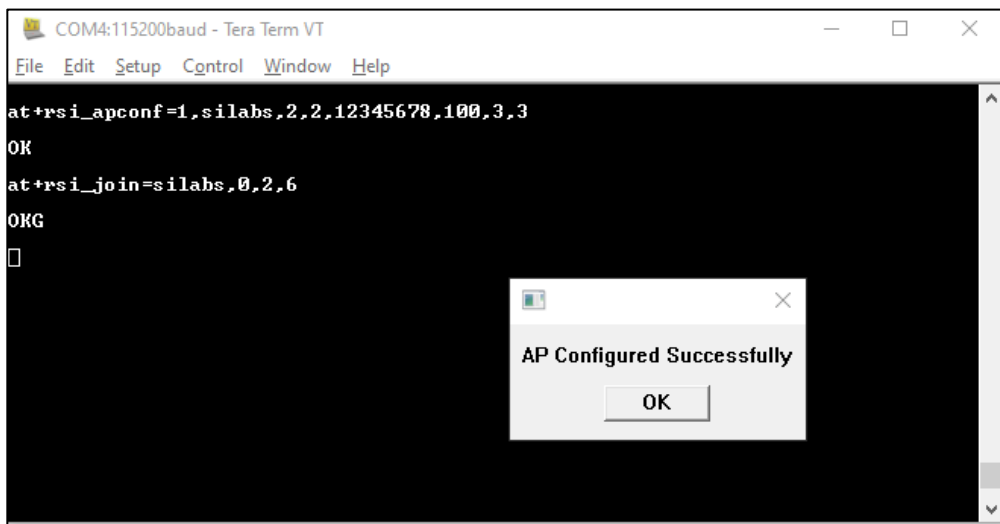 COM4:115200baud - Tera Term VT
File Edit Setup Control Window Help
at+rsi_apconf=1,silabs,2,2,12345678,100,3,3
OK
at+rsi_join=silabs,0,2,6
OKG
AP Configured Successfully
OK